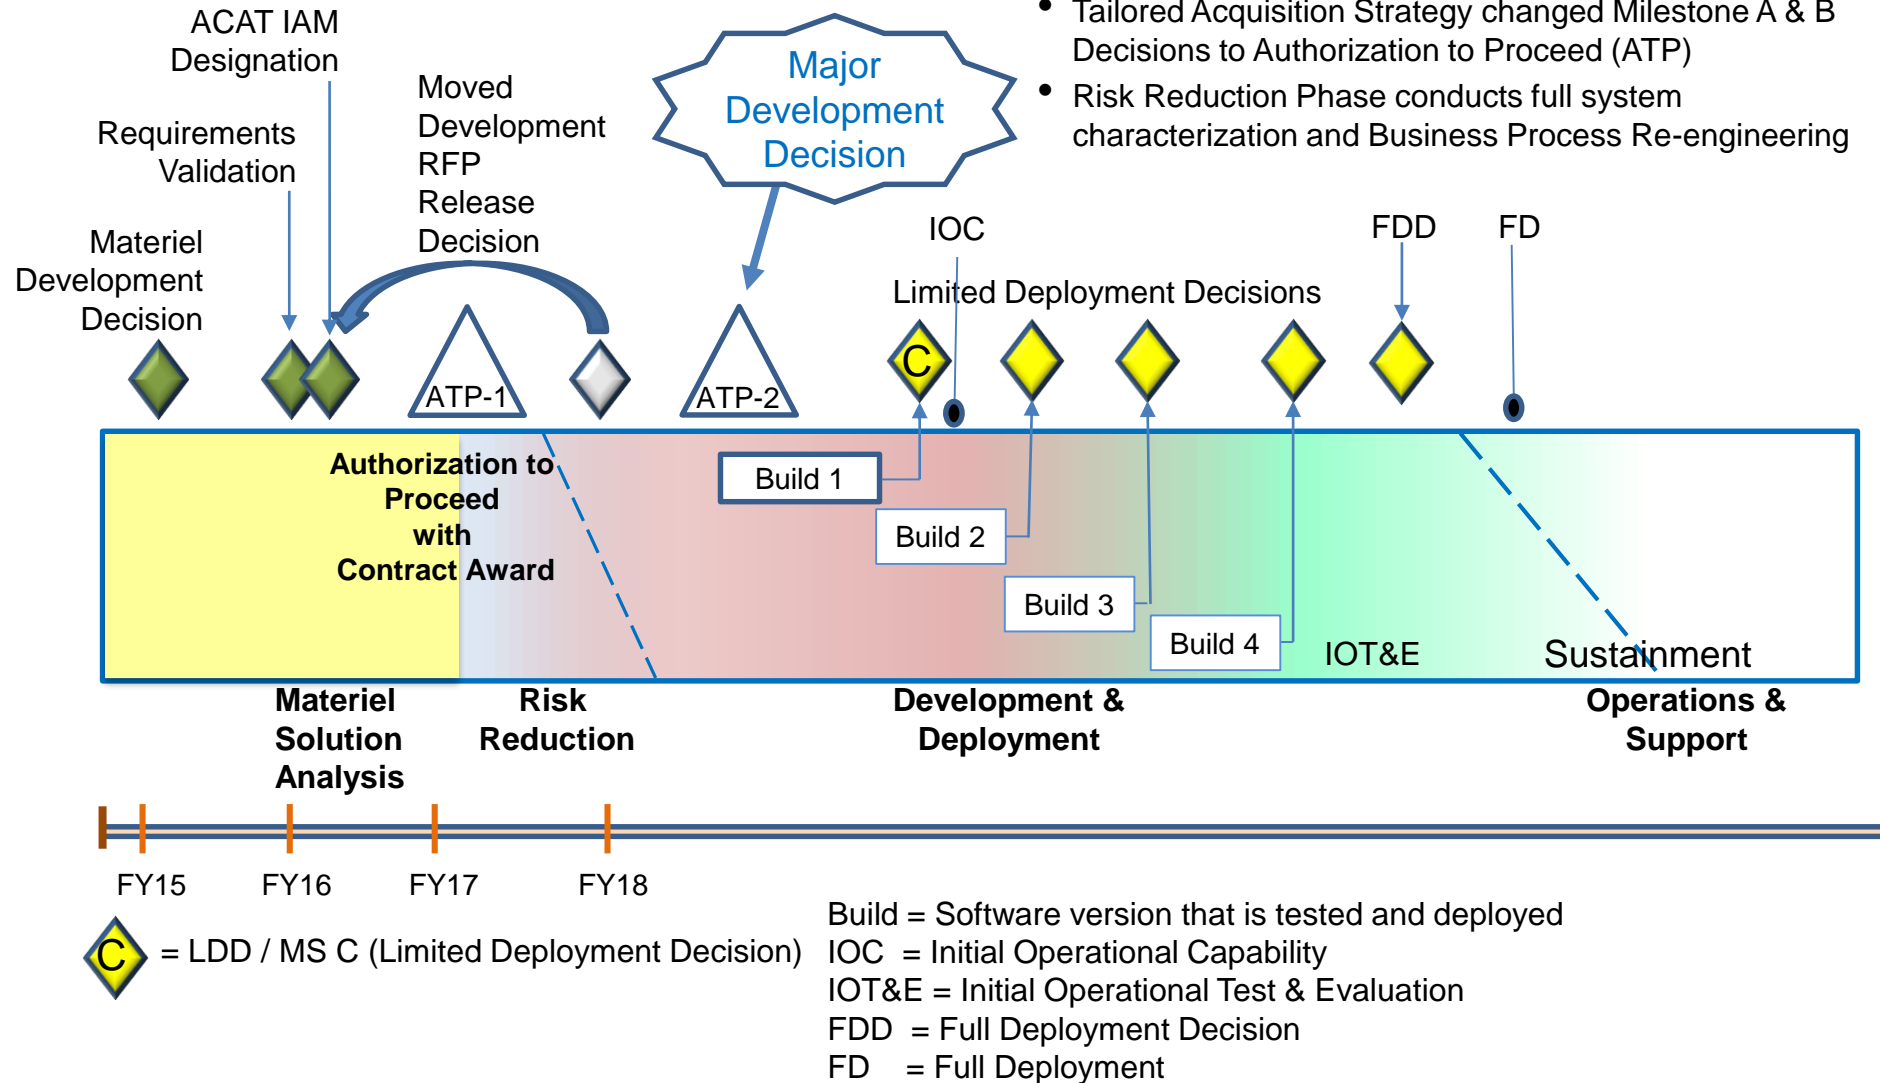 • Tailored Acquisition Strategy changed Milestone A & B
Decisions to Authorization to Proceed (ATP)
• Risk Reduction Phase conducts full system
characterization and Business Process Re-engineering
ACAT IAM
Designation
Requirements
Validation
Materiel
Development
Decision
Moved
Development
RFP
Release
Decision
Major
Development
Decision
IOC
FDD
FD
Limited Deployment Decisions
ATP-1
ATP-2
C
Authorization to
Proceed
with
Contract Award
Build 1
Build 2
Build 3
Build 4
IOT&E
Sustainment
Materiel
Solution
Analysis
Risk
Reduction
Development &
Deployment
Operations &
Support
FY15
FY16
FY17
FY18
C = LDD / MS C (Limited Deployment Decision)
Build = Software version that is tested and deployed
IOC = Initial Operational Capability
IOT&E = Initial Operational Test & Evaluation
FDD = Full Deployment Decision
FD = Full Deployment